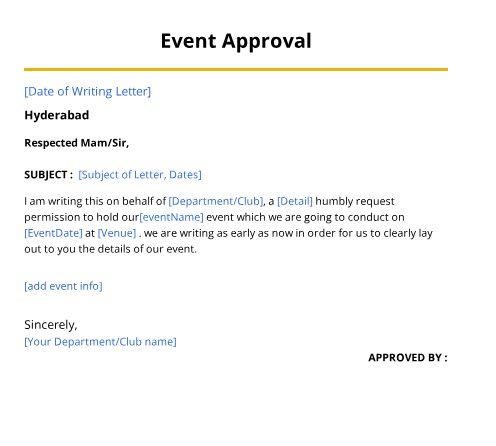 Event Approval
[Date of Writing Letter]
Hyderabad
Respected Mam/Sir,
SUBJECT : [Subject of Letter, Dates]
I am writing this on behalf of [Department/Club], a [Detail] humbly request
permission to hold our[eventName] event which we are going to conduct on
[EventDate] at [Venue] . we are writing as early as now in order for us to clearly lay
out to you the details of our event.
[add event info]
Sincerely,
[Your Department/Club name]
APPROVED BY :